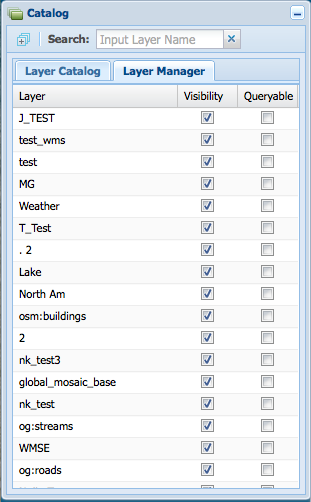 Catalog
Search: Input Layer Name
Layer Catalog Layer Manager
Layer Visibility Queryable
J_TEST
test_wms
test
MG
Weather
T_Test
. 2
Lake
North Am
osm:buildings
2
nk_test3
global_mosaic_base
nk_test
og:streams
WMSE
og:roads